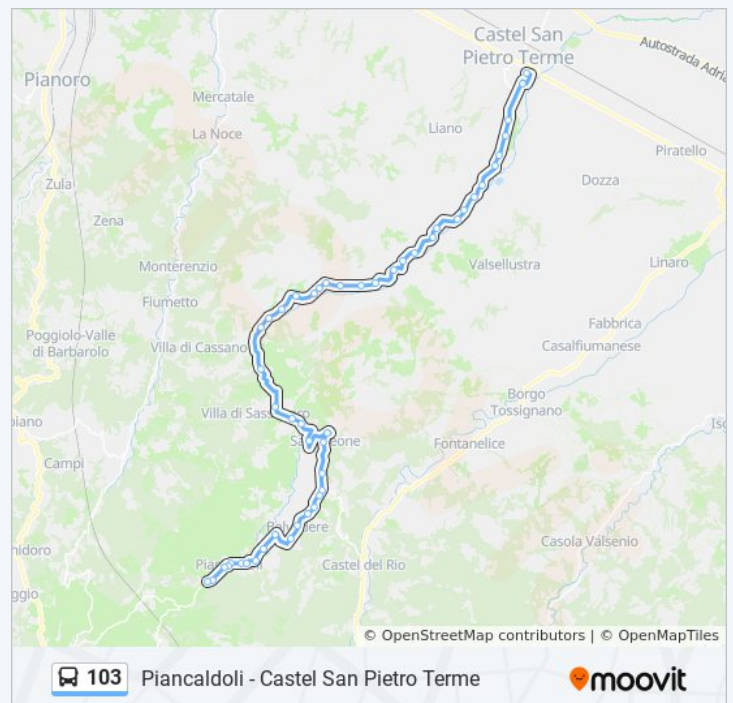 Castel San
Pietro Terme
Autostrada Adria
Pianoro
Mercatale
La Noce
Liano
Piratello
Zula
Dozza
Zena
Monterenzio
Valsellustra
Linaro
Fiumetto
Fabbrica
Poggiolo-Valle
di Barbarolo
Villa di Cassano
Casalfiumanese
Borgo
Tossignano
Villa di Sass
Fontanelice
Campi
Castel del Rio
Casola Valsenio
© OpenStreetMap contributors | © OpenMapTiles
103 Piancaldoli - Castel San Pietro Terme
moovit